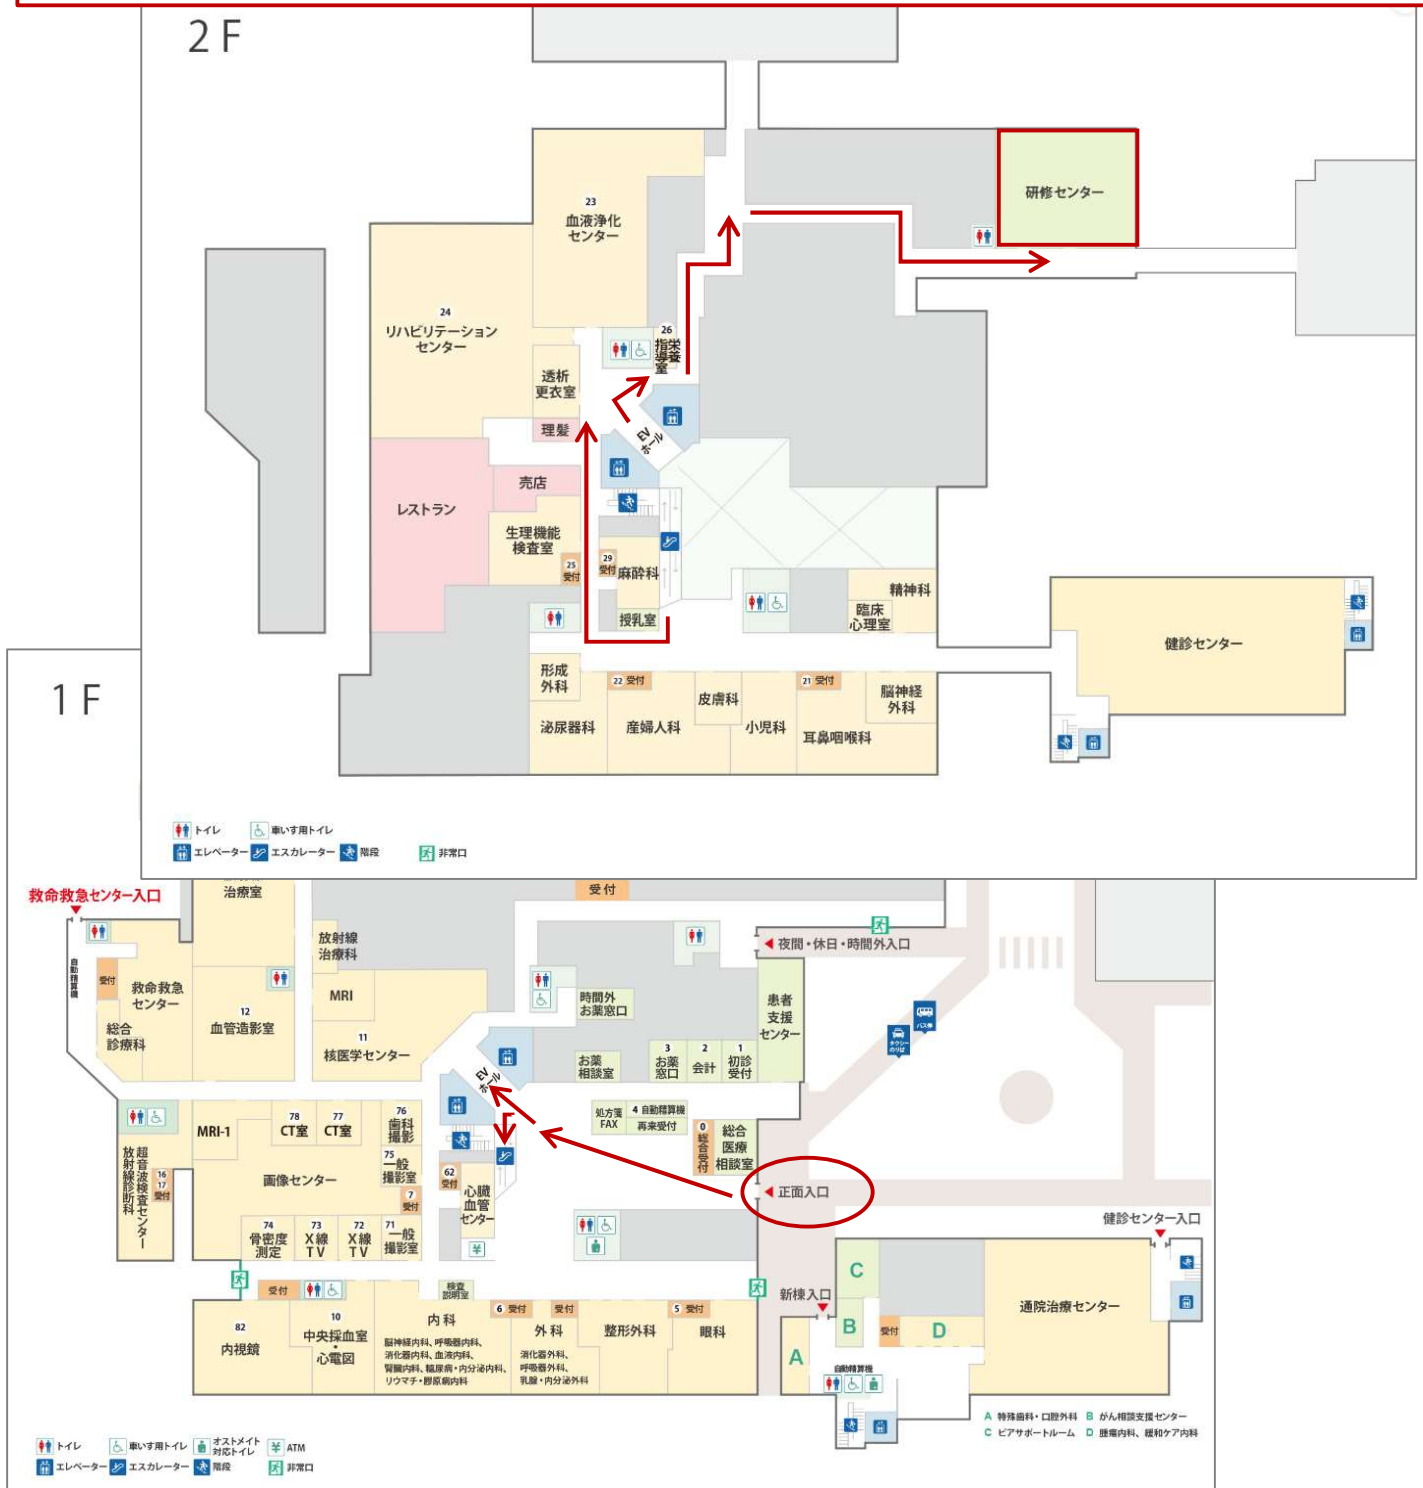 2 F
研修センター
23
血液浄化
センター
24
リハビリテーション
センター
26
栄養
指導
室
透析
更衣室
理髪
EV
ホール
売店
レストラン
生理機能
検査室
25
受付
29
受付
麻酔科
授乳室
精神科
臨床
心理室
健診センター
形成
外科
22 受付
21 受付
皮膚科
脳神経
外科
泌尿器科
産婦人科
小児科
耳鼻咽喉科
トイレ
車いす用トイレ
エレベーター
エスカレーター
階段
非常口
1 F
救命救急センター入口
治療室
受付
放射線
治療科
夜間・休日・時間外入口
自動精算機
受付
救命救急
センター
MRI
時間外
お薬窓口
患者
支援
センター
総合
診療科
12
血管造影室
11
核医学センター
バス停
タクシー
のりば
お薬
相談室
3
お薬
窓口
2
会計
1
初診
受付
EV
ホール
MRI-1
78
CT室
77
CT室
76
歯科
撮影
処方箋
FAX
4 自動精算機
再来受付
0
総合受付
総合
医療
相談室
75
一般
撮影室
超音波検査センター
放射線診断科
16
17
受付
画像センター
7
受付
62
受付
心臓
血管
センター
正面入口
74
骨密度
測定
73
X線
TV
72
X線
TV
71
一般
撮影室
健診センター入口
受付
検査
説明室
新棟入口
C
B
受付
D
A
通院治療センター
82
内視鏡
10
中央採血室
・
心電図
内科
脳神経内科、呼吸器内科、
消化器内科、血液内科、
腎臓内科、糖尿病・内分泌内科、
リウマチ・膠原病内科
6 受付
受付
外科
消化器外科、
呼吸器外科、
乳腺・内分泌外科
整形外科
5 受付
眼科
自動精算機
A 特殊歯科・口腔外科 B がん相談支援センター
C ピアサポートルーム D 腫瘍内科、緩和ケア内科
トイレ
車いす用トイレ
オストメイト
対応トイレ
ATM
エレベーター
エスカレーター
階段
非常口